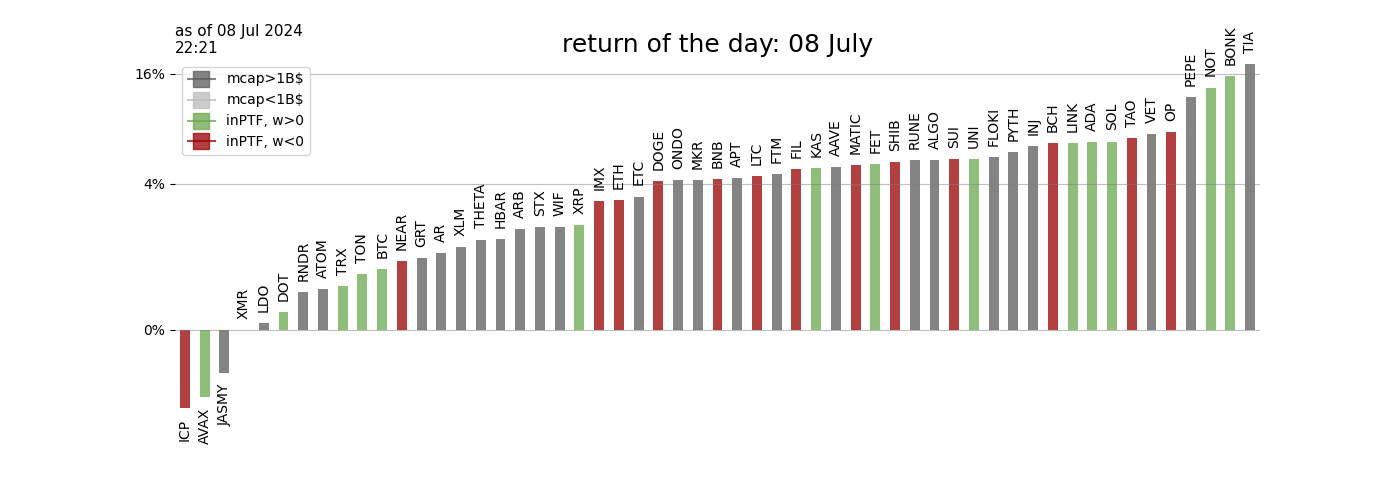 as of 08 Jul 2024
22:21
return of the day: 08 July
mcap>1B$
mcap<1B$
inPTF, w>0
inPTF, w<0
16%
4%
0%
ICP
AVAX
JASMY
XMR
LDO
DOT
RNDR
ATOM
TRX
TON
BTC
NEAR
GRT
AR
XLM
THETA
HBAR
ARB
STX
WIF
XRP
IMX
ETH
ETC
DOGE
ONDO
MKR
BNB
APT
LTC
FTM
FIL
KAS
AAVE
MATIC
FET
SHIB
RUNE
ALGO
SUI
UNI
FLOKI
PYTH
INJ
BCH
LINK
ADA
SOL
TAO
VET
OP
PEPE
NOT
BONK
TIA